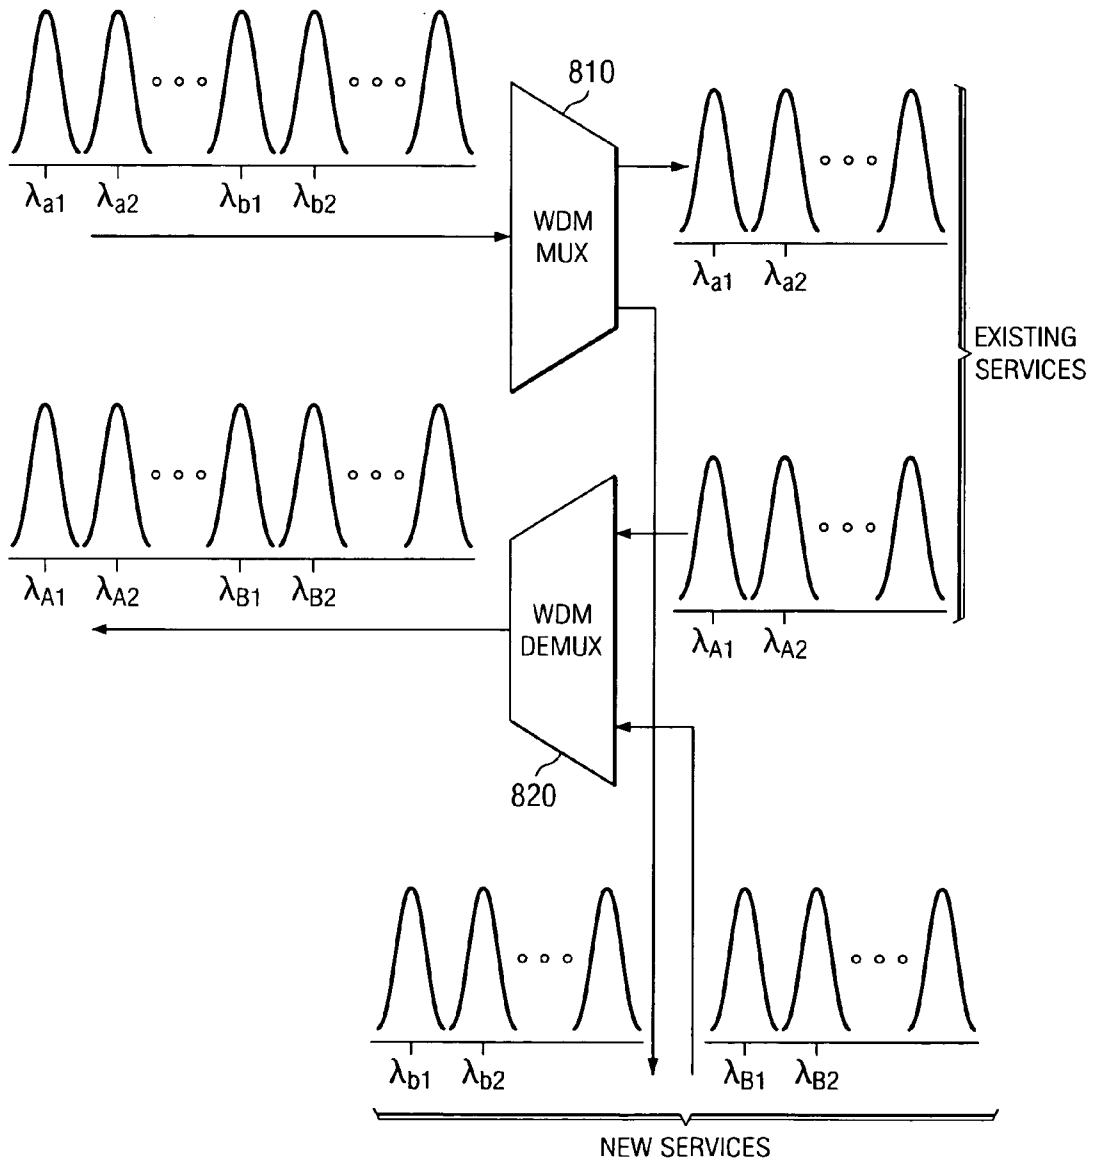 810
λa1 λa2 λb1 λb2
WDM
MUX
λa1 λa2
EXISTING
SERVICES
λA1 λA2 λB1 λB2
WDM
DEMUX
λA1 λA2
820
λb1 λb2
λB1 λB2
NEW SERVICES